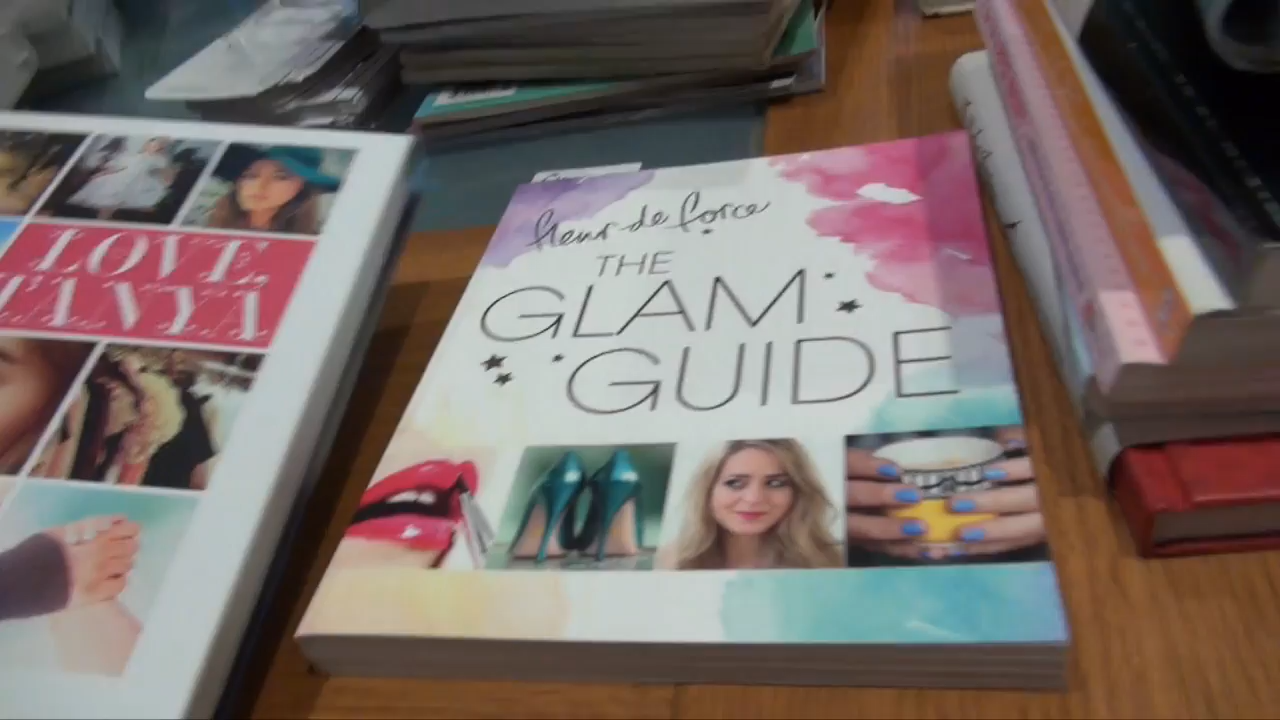 LOVE,
TANYA
fleur de force
THE
GLAM
GUIDE